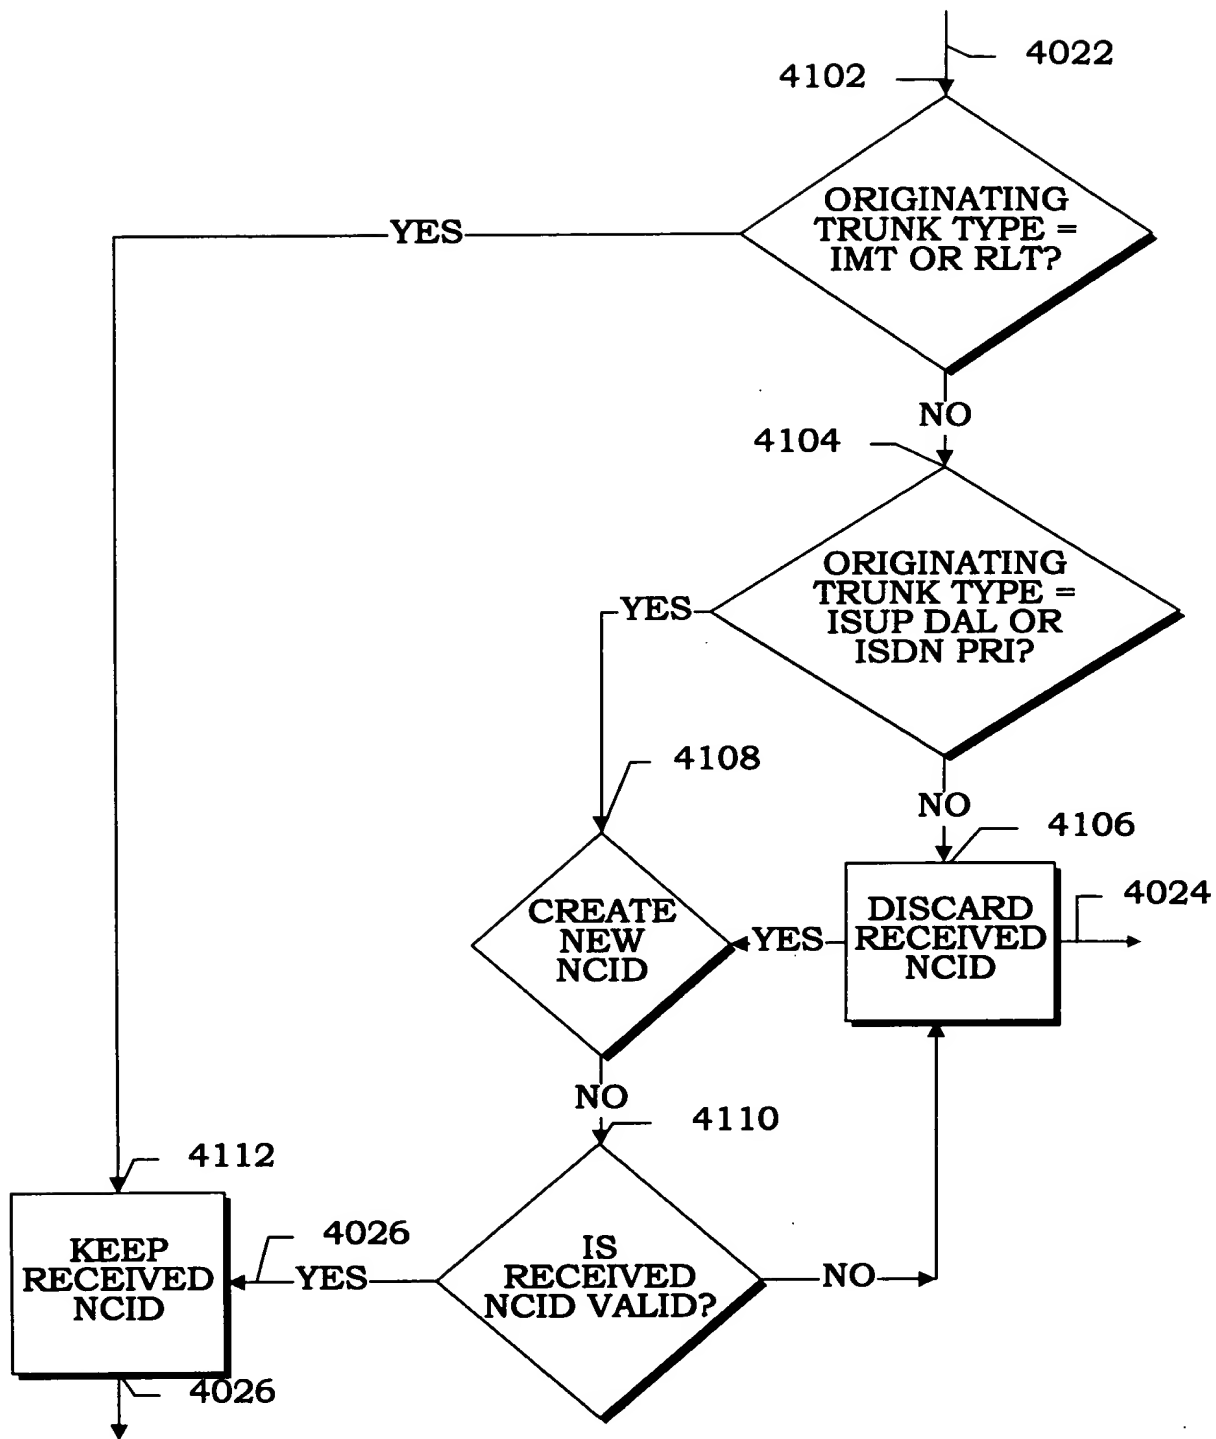 4022
4102
ORIGINATING
TRUNK TYPE =
IMT OR RLT?
YES
NO
4104
ORIGINATING
TRUNK TYPE =
ISUP DAL OR
ISDN PRI?
YES
4108
NO
4106
4024
CREATE
NEW
NCID
YES
DISCARD
RECEIVED
NCID
NO
4110
4112
KEEP
RECEIVED
NCID
4026
YES
IS
RECEIVED
NCID VALID?
NO
4026